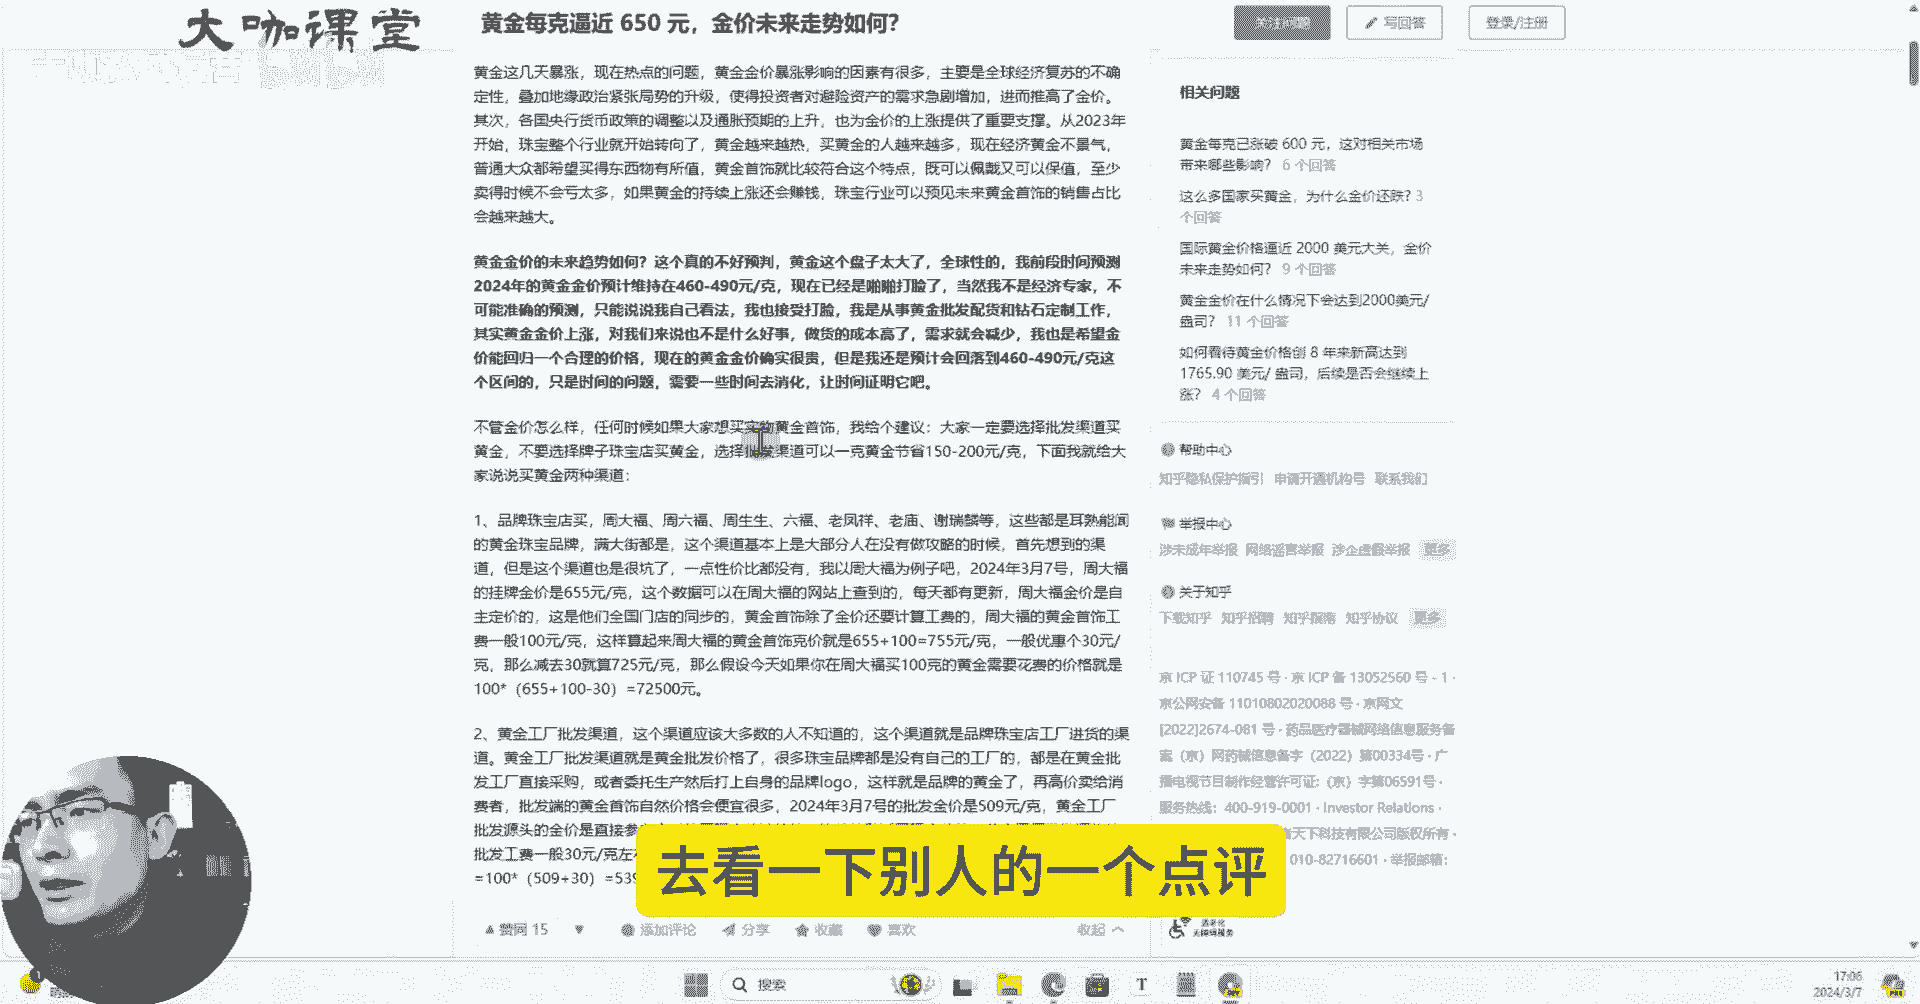 大咖课堂
黄金每克逼近 650 元，金价未来走势如何？
关注问题
写回答
登录/注册
黄金这几天暴涨，现在热点的问题，黄金金价暴涨影响的因素有很多，主要是全球经济复苏的不确
定性，叠加地缘政治紧张局势的升级，使得投资者对避险资产的需求急剧增加，进而推高了金价。
其次，各国央行货币政策的调整以及通胀预期的上升，也为金价的上涨提供了重要支撑。从2023年
开始，珠宝整个行业就开始转向了，黄金越来越热，买黄金的人越来越多，现在经济黄金不景气，
普通大众都希望买得东西物有所值，黄金首饰就比较符合这个特点，既可以佩戴又可以保值，至少
卖得时候不会亏太多，如果黄金的持续上涨还会赚钱，珠宝行业可以预见未来黄金首饰的销售占比
会越来越大。
黄金金价的未来趋势如何？这个真的不好预判，黄金这个盘子太大了，全球性的，我前段时间预测
2024年的黄金金价预计维持在460-490元/克，现在已经是啪啪打脸了，当然我不是经济专家，不
可能准确的预测，只能说说我自己看法，我也接受打脸，我是从事黄金批发配货和钻石定制工作，
其实黄金金价上涨，对我们来说也不是什么好事，做货的成本高了，需求就会减少，我也是希望金
价能回归一个合理的价格，现在的黄金金价确实很贵，但是我还是预计会回落到460-490元/克这
个区间的，只是时间的问题，需要一些时间去消化，让时间证明它吧。
不管金价怎么样，任何时候如果大家想买实物黄金首饰，我给个建议：大家一定要选择批发渠道买
黄金，不要选择牌子珠宝店买黄金，选择批发渠道可以一克黄金节省150-200元/克，下面我就给大
家说说买黄金两种渠道：
1、品牌珠宝店买，周大福、周六福、周生生、六福、老凤祥、老庙、谢瑞麟等，这些都是耳熟能闻
的黄金珠宝品牌，满大街都是，这个渠道基本上是大部分人在没有做攻略的时候，首先想到的渠
道，但是这个渠道也是很坑了，一点性价比都没有，我以周大福为例子吧，2024年3月7号，周大福
的挂牌金价是655元/克，这个数据可以在周大福的网站上查到的，每天都有更新，周大福金价是自
主定价的，这是他们全国门店的同步的，黄金首饰除了金价还要计算工费的，周大福的黄金首饰工
费一般100元/克，这样算起来周大福的黄金首饰克价就是655+100=755元/克，一般优惠个30元/
克，那么减去30就算725元/克，那么假设今天如果你在周大福买100克的黄金需要花费的价格就是
100*（655+100-30）=72500元。
2、黄金工厂批发渠道，这个渠道应该大多数的人不知道的，这个渠道就是品牌珠宝店工厂进货的渠
道。黄金工厂批发渠道就是黄金批发价格了，很多珠宝品牌都是没有自己的工厂的，都是在黄金批
发工厂直接采购，或者委托生产然后打上自身的品牌logo，这样就是品牌的黄金了，再高价卖给消
费者，批发端的黄金首饰自然价格会便宜很多，2024年3月7号的批发金价是509元/克，黄金工厂
批发源头的金价是直接参
批发工费一般30元/克左
=100*（509+30）=539
赞同 15
添加评论
分享
收藏
喜欢
收起
相关问题
黄金每克已涨破 600 元，这对相关市场
带来哪些影响？ 6 个回答
这么多国家买黄金，为什么金价还跌？3
个回答
国际黄金价格逼近 2000 美元大关，金价
未来走势如何？ 9 个回答
黄金金价在什么情况下会达到2000美元/
盎司？ 11 个回答
如何看待黄金价格创 8 年来新高达到
1765.90 美元/ 盎司，后续是否会继续上
涨？ 4 个回答
帮助中心
知乎隐私保护指引 申请开通机构号 联系我们
举报中心
涉未成年举报 网络谣言举报 涉企虚假举报 更多
关于知乎
下载知乎 知乎招聘 知乎指南 知乎协议 更多
京 ICP 证 110745 号 · 京 ICP 备 13052560 号 - 1 ·
京公网安备 11010802020088 号 · 京网文
[2022]2674-081 号 · 药品医疗器械网络信息服务备
案（京）网药械信息备字（2022）第00334号 · 广
播电视节目制作经营许可证:（京）字第06591号 ·
服务热线：400-919-0001 · Investor Relations ·
天下科技有限公司版权所有 ·
010-82716601 · 举报邮箱：
无障碍服务
去看一下别人的一个点评
搜索
17:06
2024/3/7